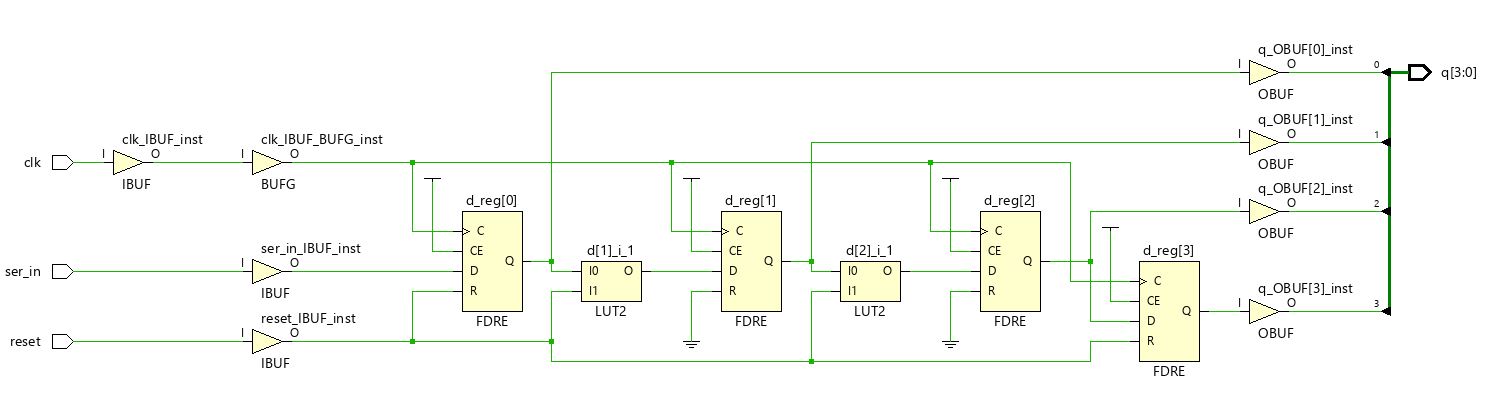 q_OBUF[0]_inst
I O 0 q[3:0]
OBUF
q_OBUF[1]_inst
I O 1
OBUF
clk_IBUF_inst clk_IBUF_BUFG_inst
clk I O I O
IBUF BUFG
q_OBUF[2]_inst
I O 2
OBUF
d_reg[0] d_reg[1] d_reg[2]
C C C
CE CE CE
D D D
R R R
Q Q Q
FDRE FDRE FDRE
d[1]_i_1 d[2]_i_1
I0 O I0 O
I1 I1
LUT2 LUT2
d_reg[3]
C
CE
D
R
Q
FDRE
ser_in_IBUF_inst
ser_in I O
IBUF
q_OBUF[3]_inst
I O 3
OBUF
reset_IBUF_inst
reset I O
IBUF